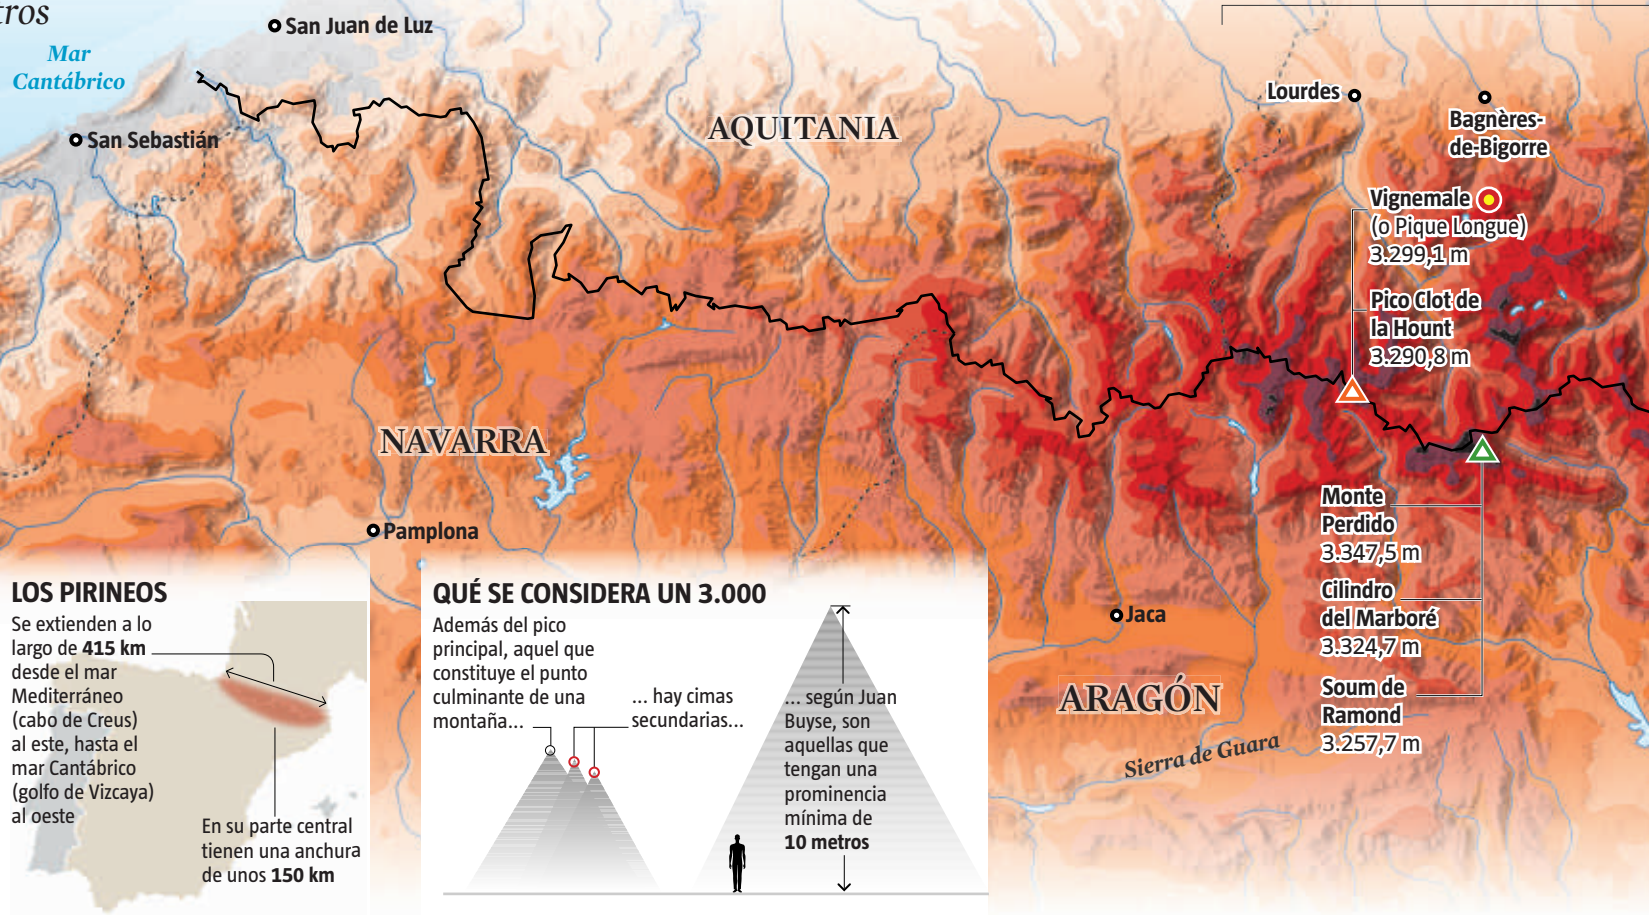 tros
Mar
Cantábrico
San Juan de Luz
San Sebastián
AQUITANIA
Lourdes
Bagnères-
de-Bigorre
Vignemale
(o Pique Longue)
3.299,1 m
Pico Clot de
la Hount
3.290,8 m
NAVARRA
Pamplona
Monte
Perdido
3.347,5 m
Cilindro
del Marboré
3.324,7 m
Soum de
Ramond
3.257,7 m
Jaca
ARAGÓN
Sierra de Guara
LOS PIRINEOS
Se extienden a lo
largo de 415 km
desde el mar
Mediterráneo
(cabo de Creus)
al este, hasta el
mar Cantábrico
(golfo de Vizcaya)
al oeste
En su parte central
tienen una anchura
de unos 150 km
QUÉ SE CONSIDERA UN 3.000
Además del pico
principal, aquel que
constituye el punto
culminante de una
montaña...
... hay cimas
secundarias...
... según Juan
Buyse, son
aquellas que
tengan una
prominencia
mínima de
10 metros